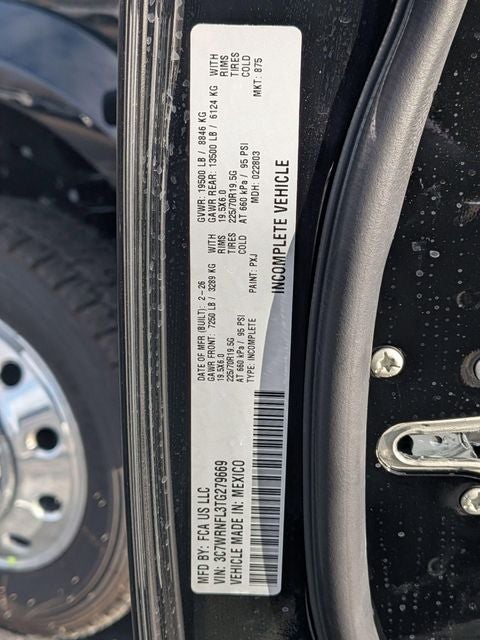 MFD BY: FCA US LLC
DATE OF MFR (BUILT): 2-26 GVWR: 19500 LB / 8846 KG
GAWR FRONT: 7250 LB / 3289 KG WITH GAWR REAR: 13500 LB / 6124 KG WITH
19.5X6.0 RIMS 19.5X6.0 RIMS
225/70R19.5G TIRES 225/70R19.5G TIRES
AT 660 kPa / 95 PSI COLD AT 660 kPa / 95 PSI COLD
VIN: 3C7WRNFL3TG279669 TYPE: INCOMPLETE
VEHICLE MADE IN: MEXICO PAINT: PXJ MDH: 022803 MKT: 875
INCOMPLETE VEHICLE